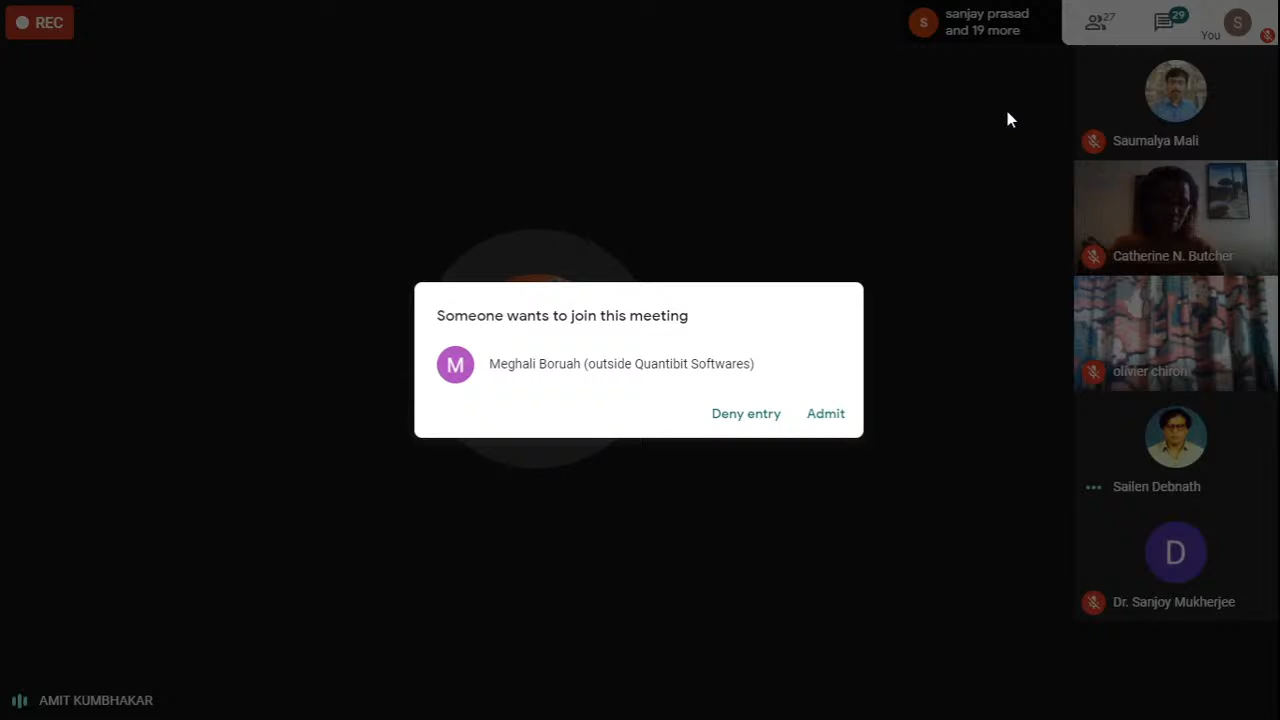 REC
S
sanjay prasad
and 19 more
27
29
You
S
Saumalya Mali
Catherine N. Butcher
olivier chiron
Sailen Debnath
D
Dr. Sanjoy Mukherjee
Someone wants to join this meeting
M
Meghali Boruah (outside Quantibit Softwares)
Deny entry
Admit
AMIT KUMBHAKAR